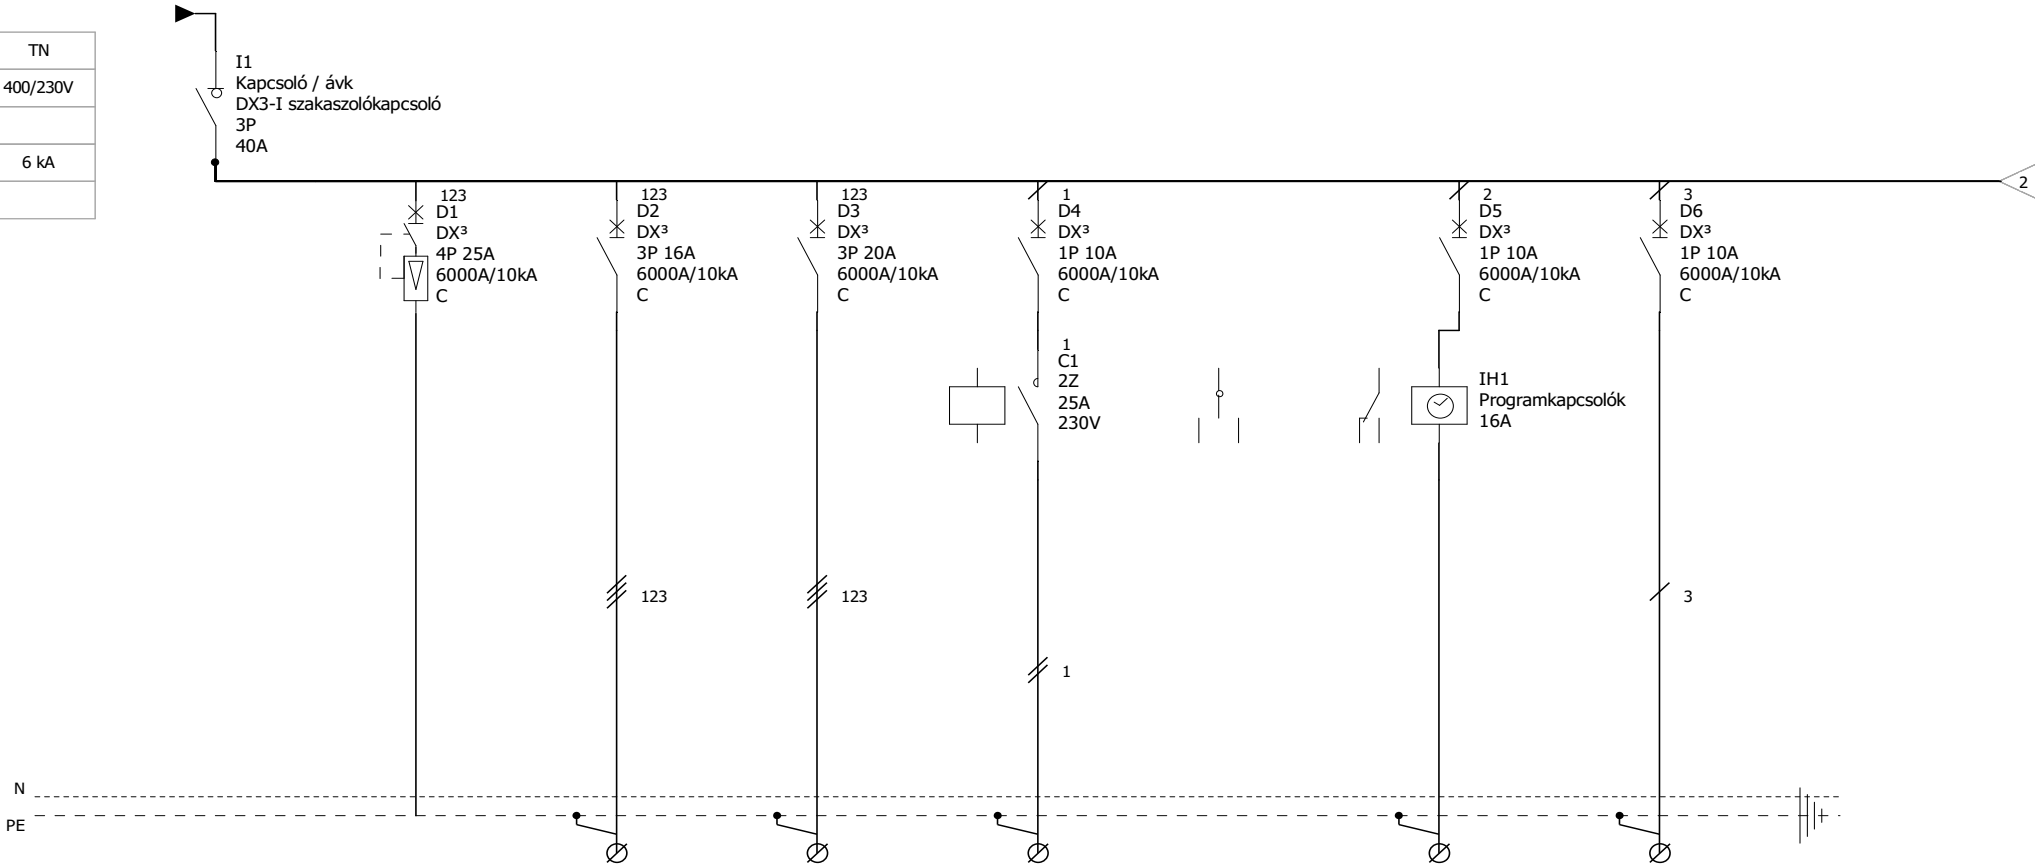 TN
400/230V
6 kA
I1
Kapcsoló / ávk
DX3-I szakaszolókapcsoló
3P
40A
2
123
D1
DX³
4P 25A
6000A/10kA
C
123
D2
DX³
3P 16A
6000A/10kA
C
123
D3
DX³
3P 20A
6000A/10kA
C
1
D4
DX³
1P 10A
6000A/10kA
C
2
D5
DX³
1P 10A
6000A/10kA
C
3
D6
DX³
1P 10A
6000A/10kA
C
1
C1
2Z
25A
230V
IH1
Programkapcsolók
16A
123
123
3
1
N
PE